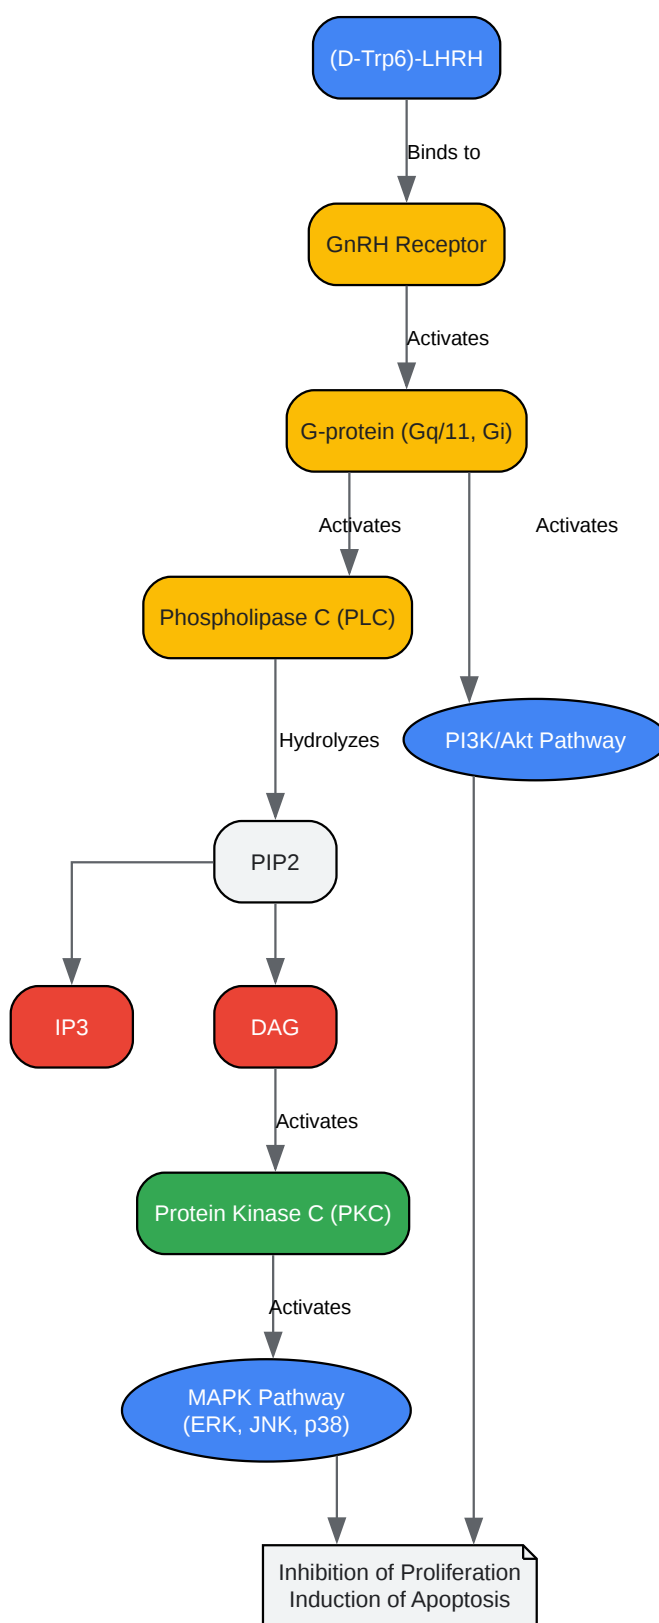 (D-Trp6)-LHRH
Binds to
GnRH Receptor
Activates
G-protein (Gq/11, Gi)
Activates
Activates
Phospholipase C (PLC)
Hydrolyzes
PI3K/Akt Pathway
PIP2
IP3
DAG
Activates
Protein Kinase C (PKC)
Activates
MAPK Pathway
(ERK, JNK, p38)
Inhibition of Proliferation
Induction of Apoptosis